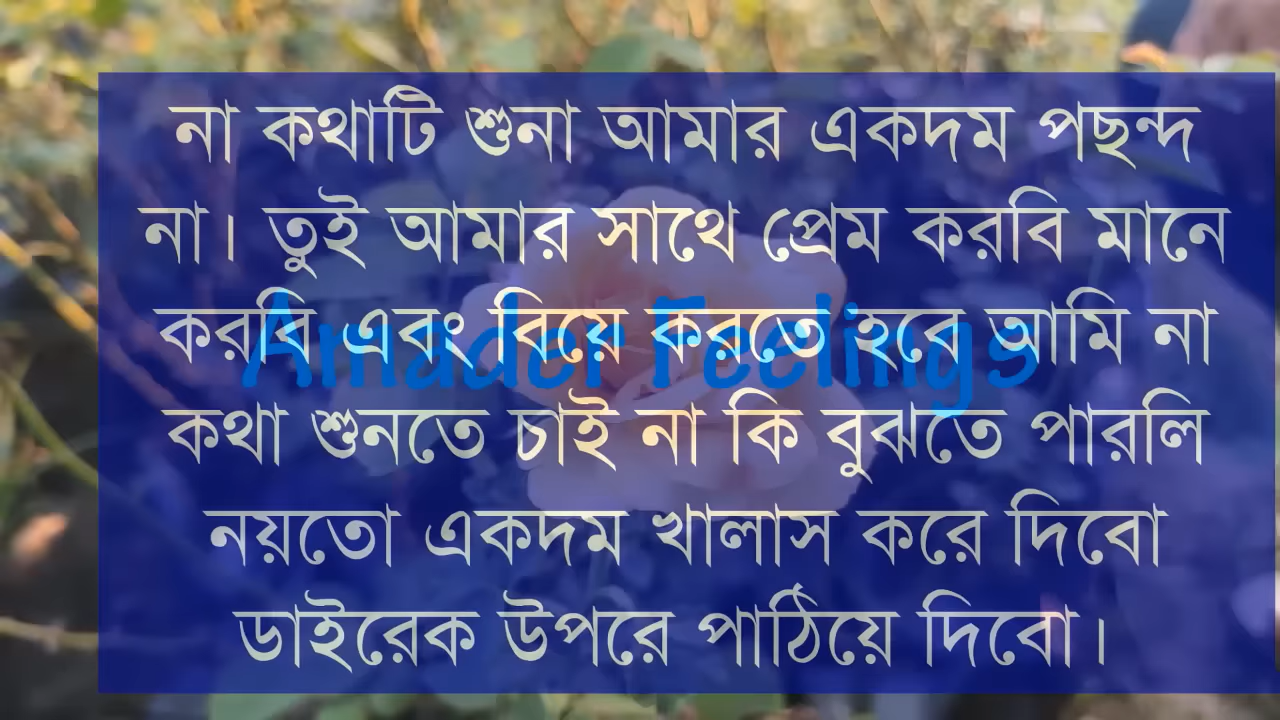 না কথাটি শুনা আমার একদম পছন্দ
না। তুই আমার সাথে প্রেম করবি মানে
করবি এবং বিয়ে করতে হবে আমি না
Amader Feelings
কথা শুনতে চাই না কি বুঝতে পারলি
নয়তো একদম খালাস করে দিবো
ডাইরেক উপরে পাঠিয়ে দিবো।